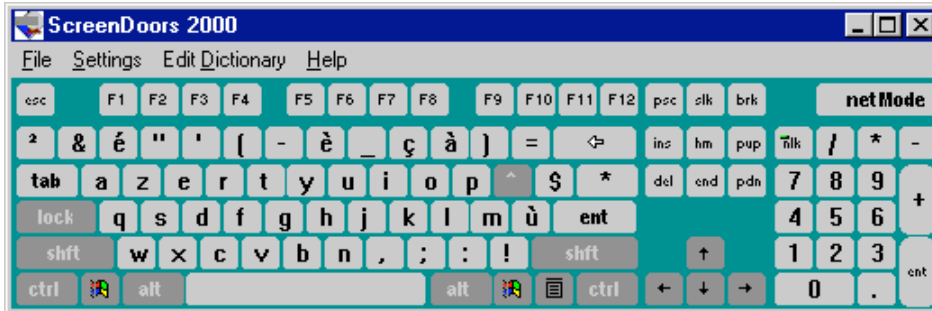 ScreenDoors 2000
File Settings Edit Dictionary Help
esc F1 F2 F3 F4 F5 F6 F7 F8 F9 F10 F11 F12 psc slk brk netMode
² & é " ' ( - è _ ç à ) = ins hm pup nlk / * -
tab a z e r t y u i o p ^ $ * del end pdn 7 8 9 +
lock q s d f g h j k l m ù ent 4 5 6
shft w x c v b n , ; : ! shft ↑ 1 2 3 ent
ctrl alt alt ctrl ← ↓ → 0 .